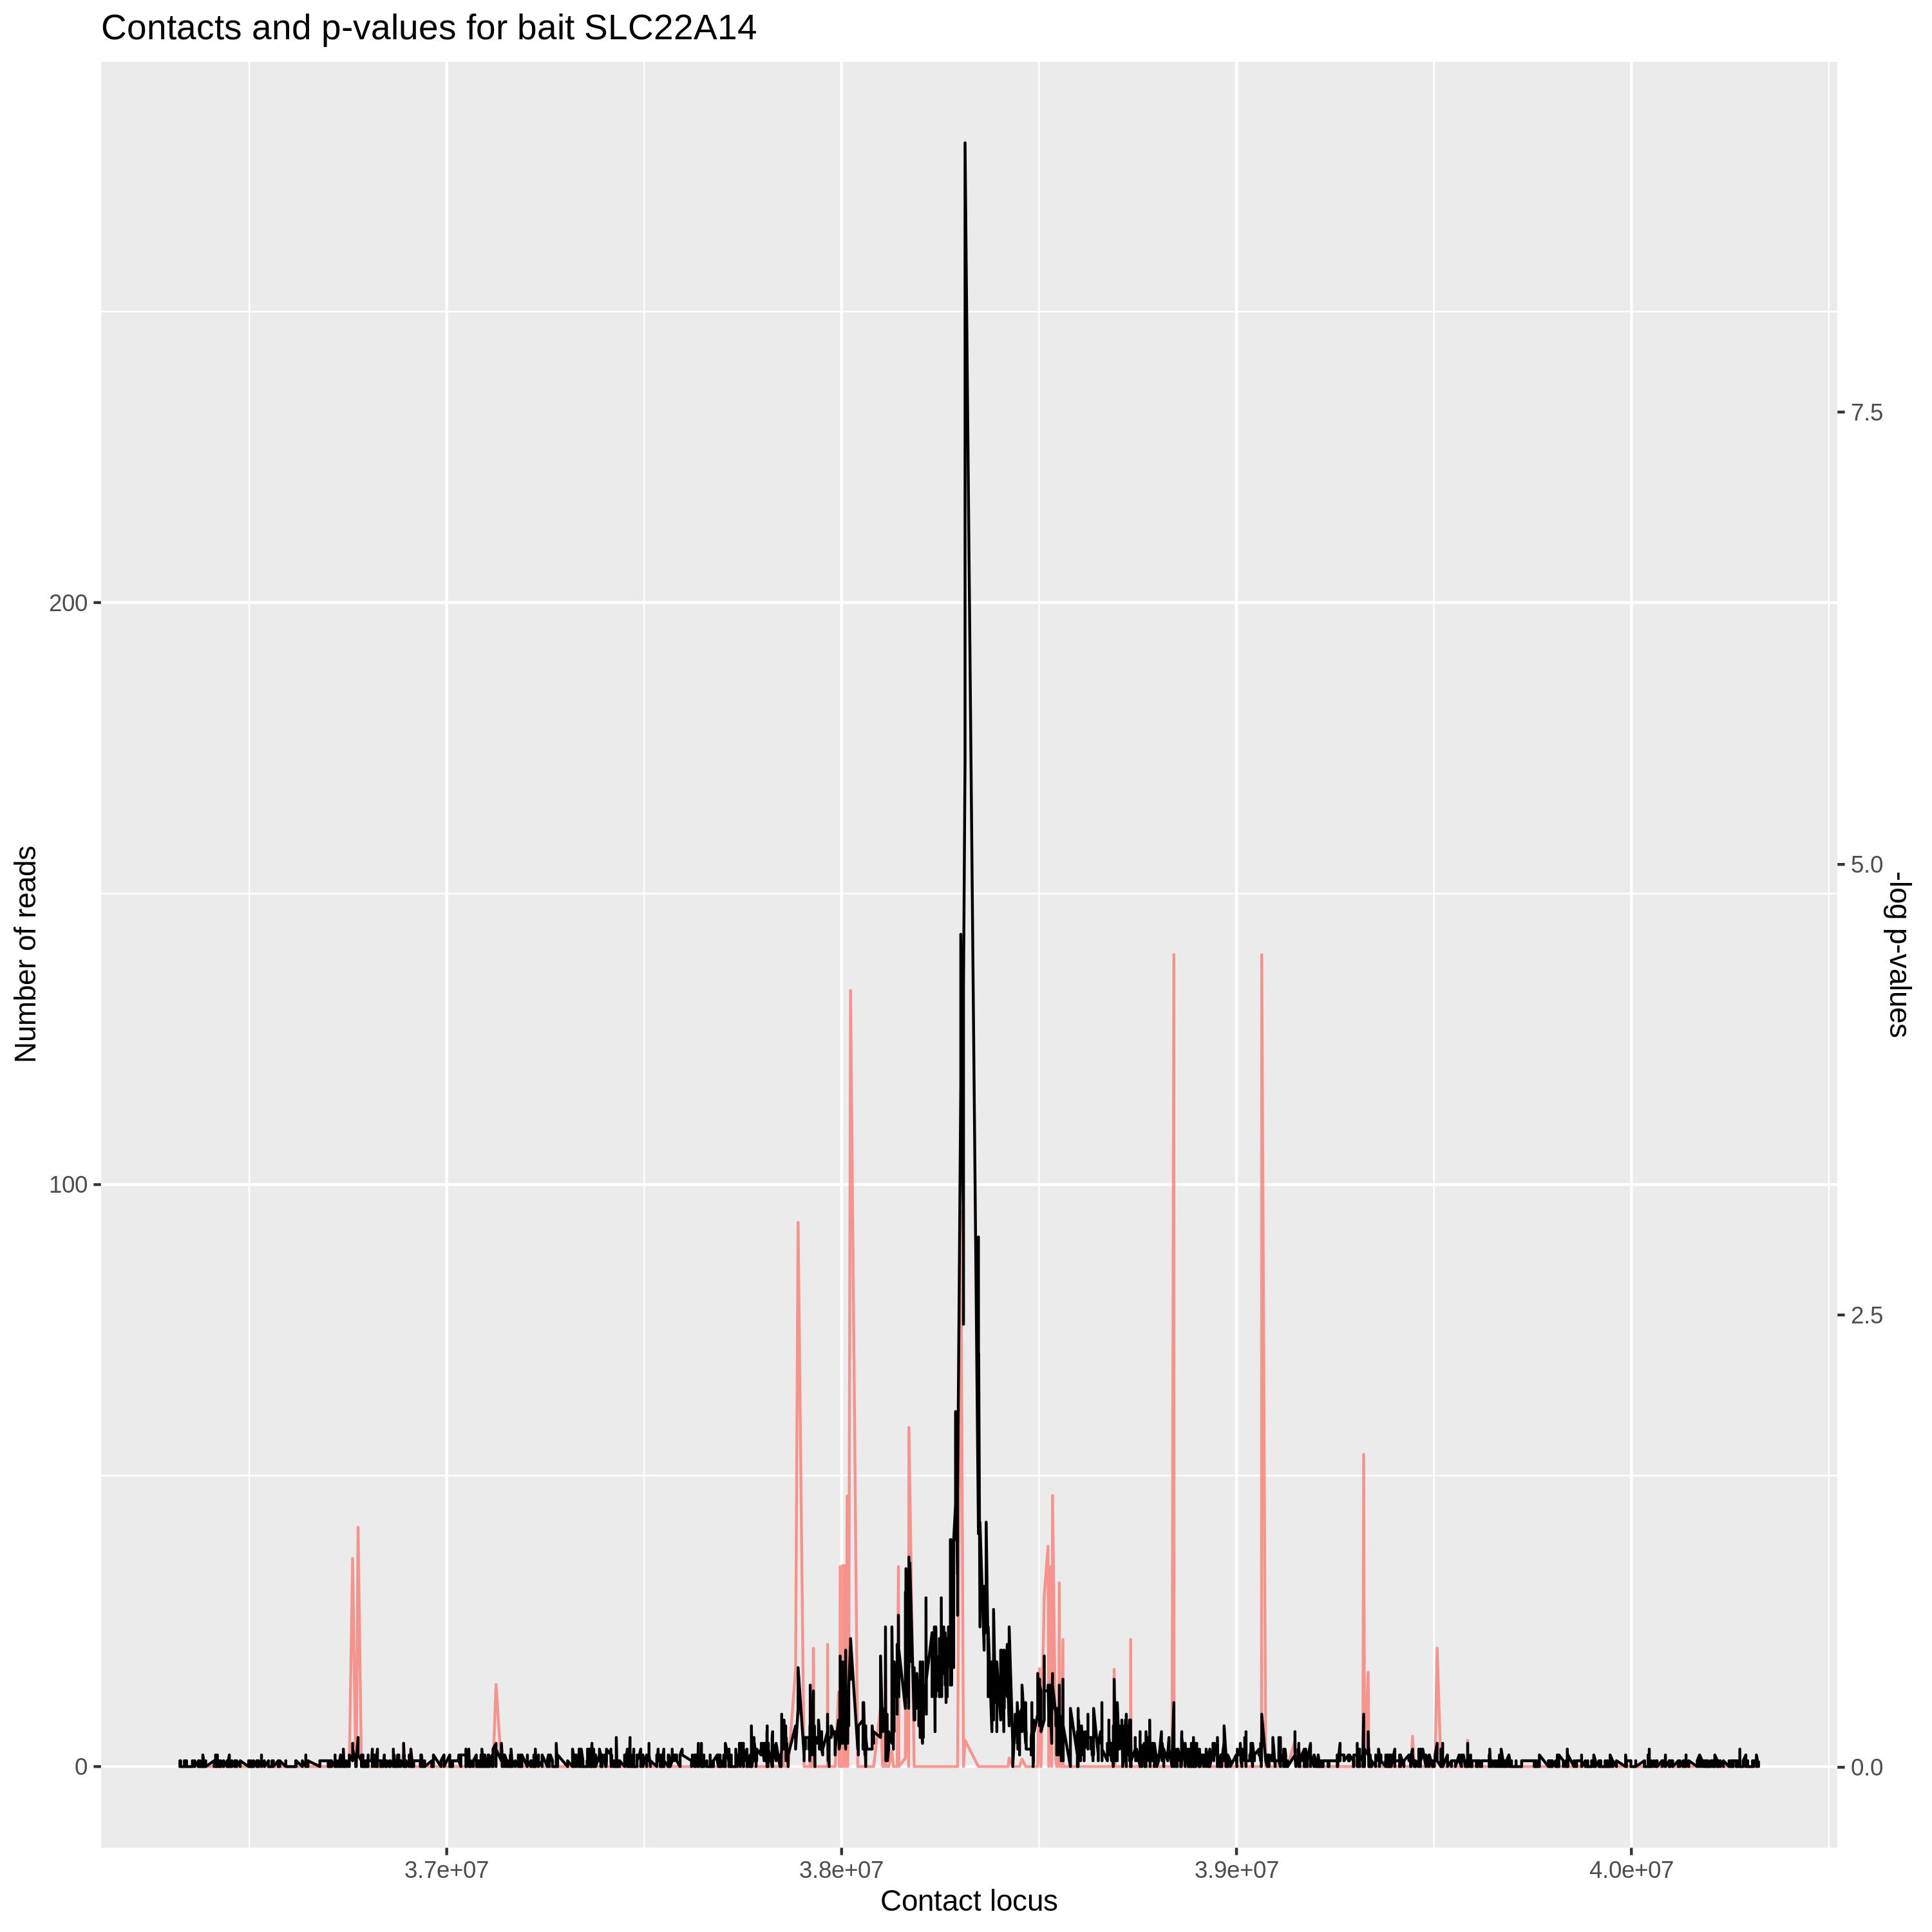 Contacts and p-values for bait SLC22A14
Number of reads
200
100
0
7.5
5.0
2.5
0.0
-log p-values
3.7e+07
3.8e+07
3.9e+07
4.0e+07
Contact locus